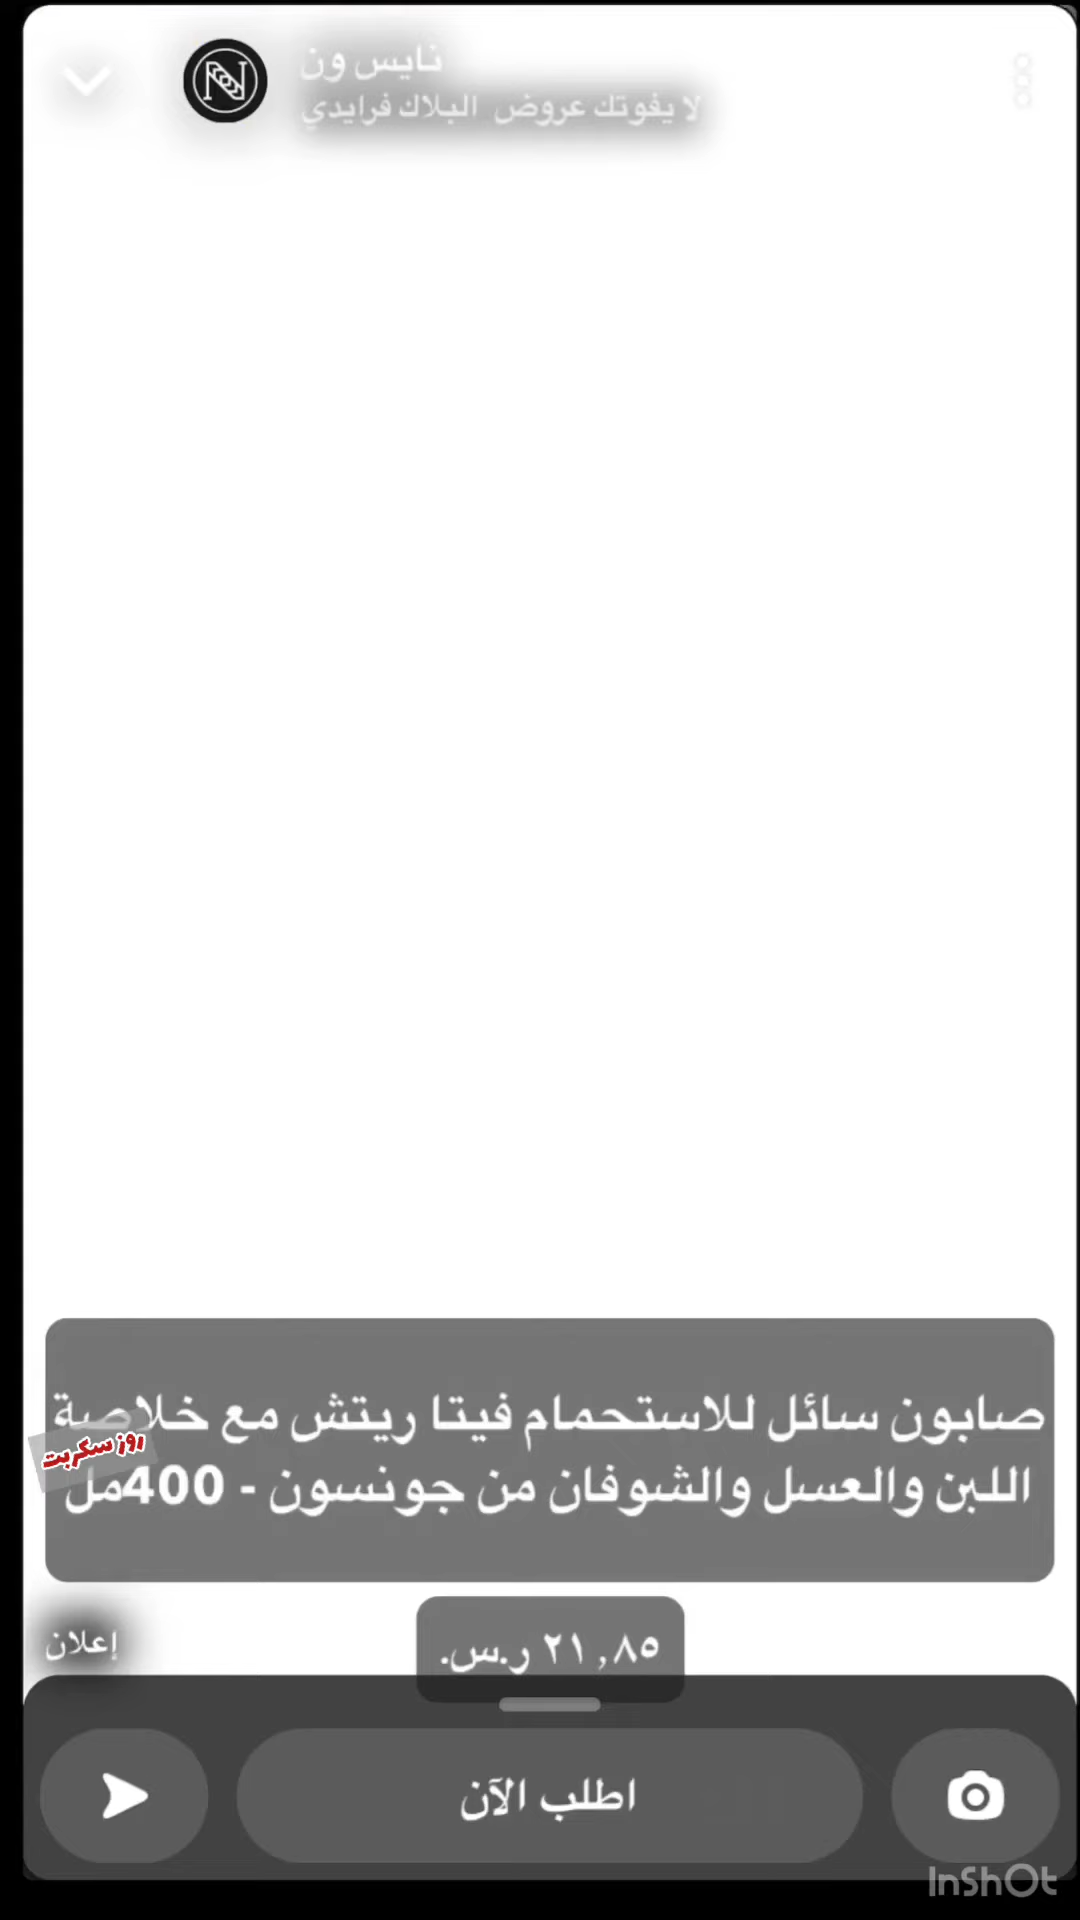 نايس ون
لا يفوتك عروض البلاك فرايدي
صابون سائل للاستحمام فيتا ريتش مع خلاصة
اللبن والعسل والشوفان من جونسون - 400مل
روز سكربت
إعلان
٢١,٨٥ ر.س.
اطلب الآن
InShOt